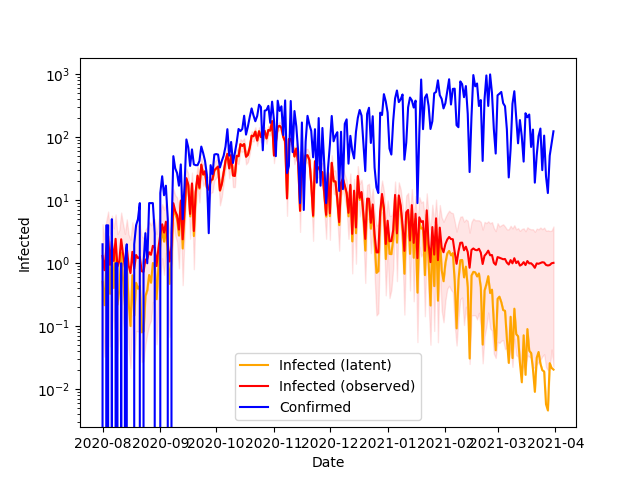 10³
10²
10¹
10⁰
10⁻¹
10⁻²
Infected
Infected (latent)
Infected (observed)
Confirmed
2020-08 2020-09 2020-10 2020-11 2020-12 2021-01 2021-02 2021-03 2021-04
Date